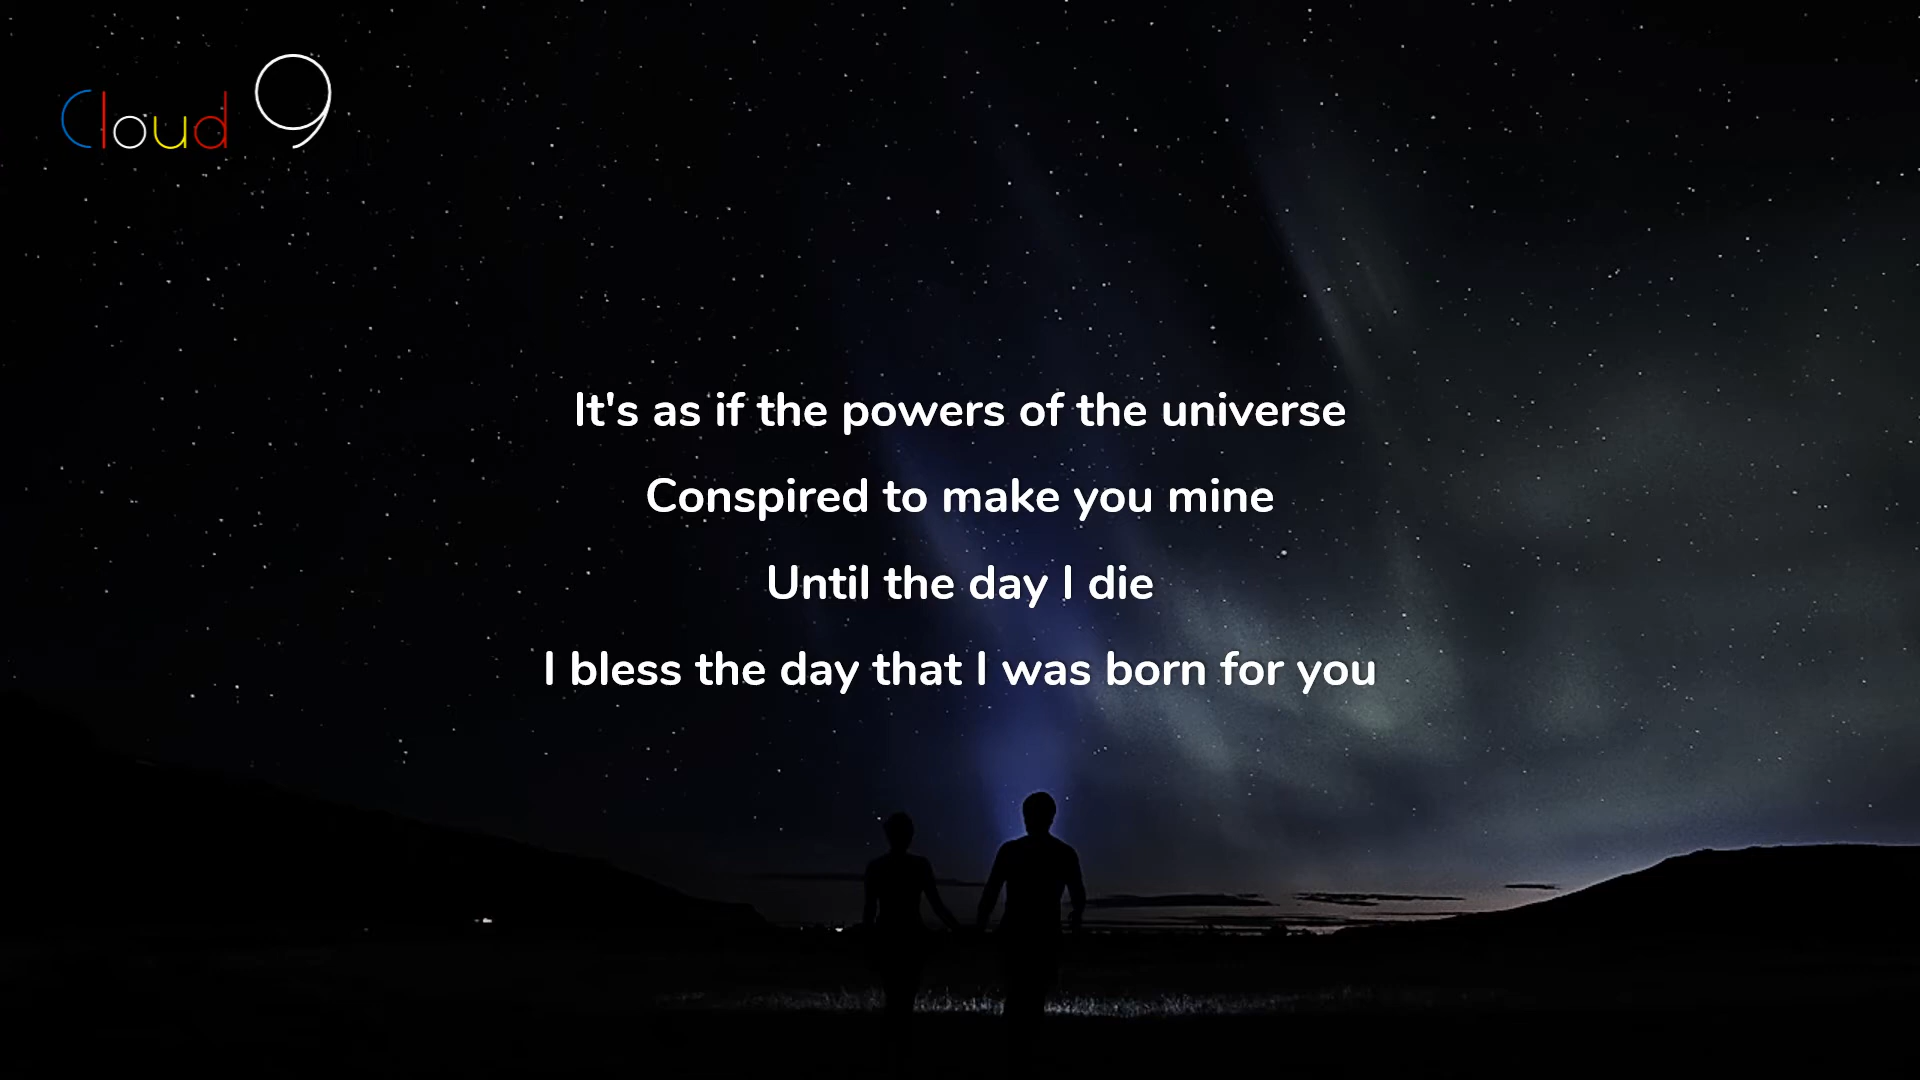 Cloud 9
It's as if the powers of the universe
Conspired to make you mine
Until the day I die
I bless the day that I was born for you